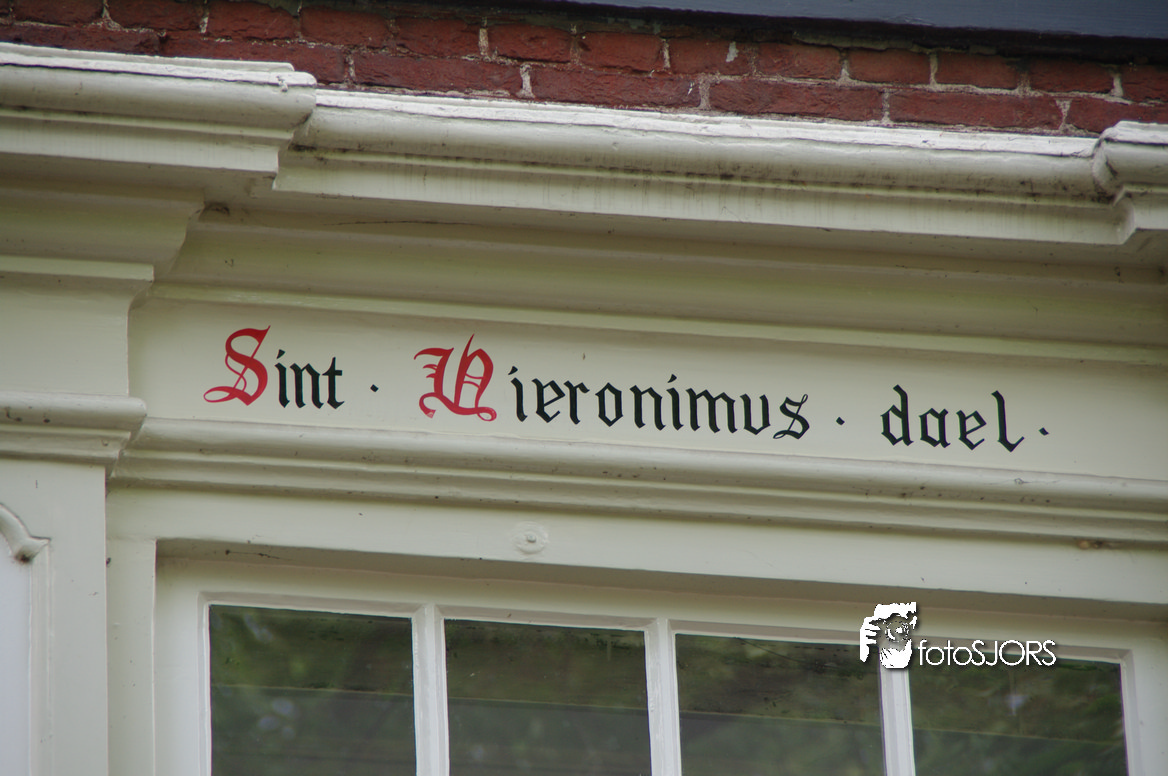 Sint · Hieronimus · dael ·
fotoSJORS